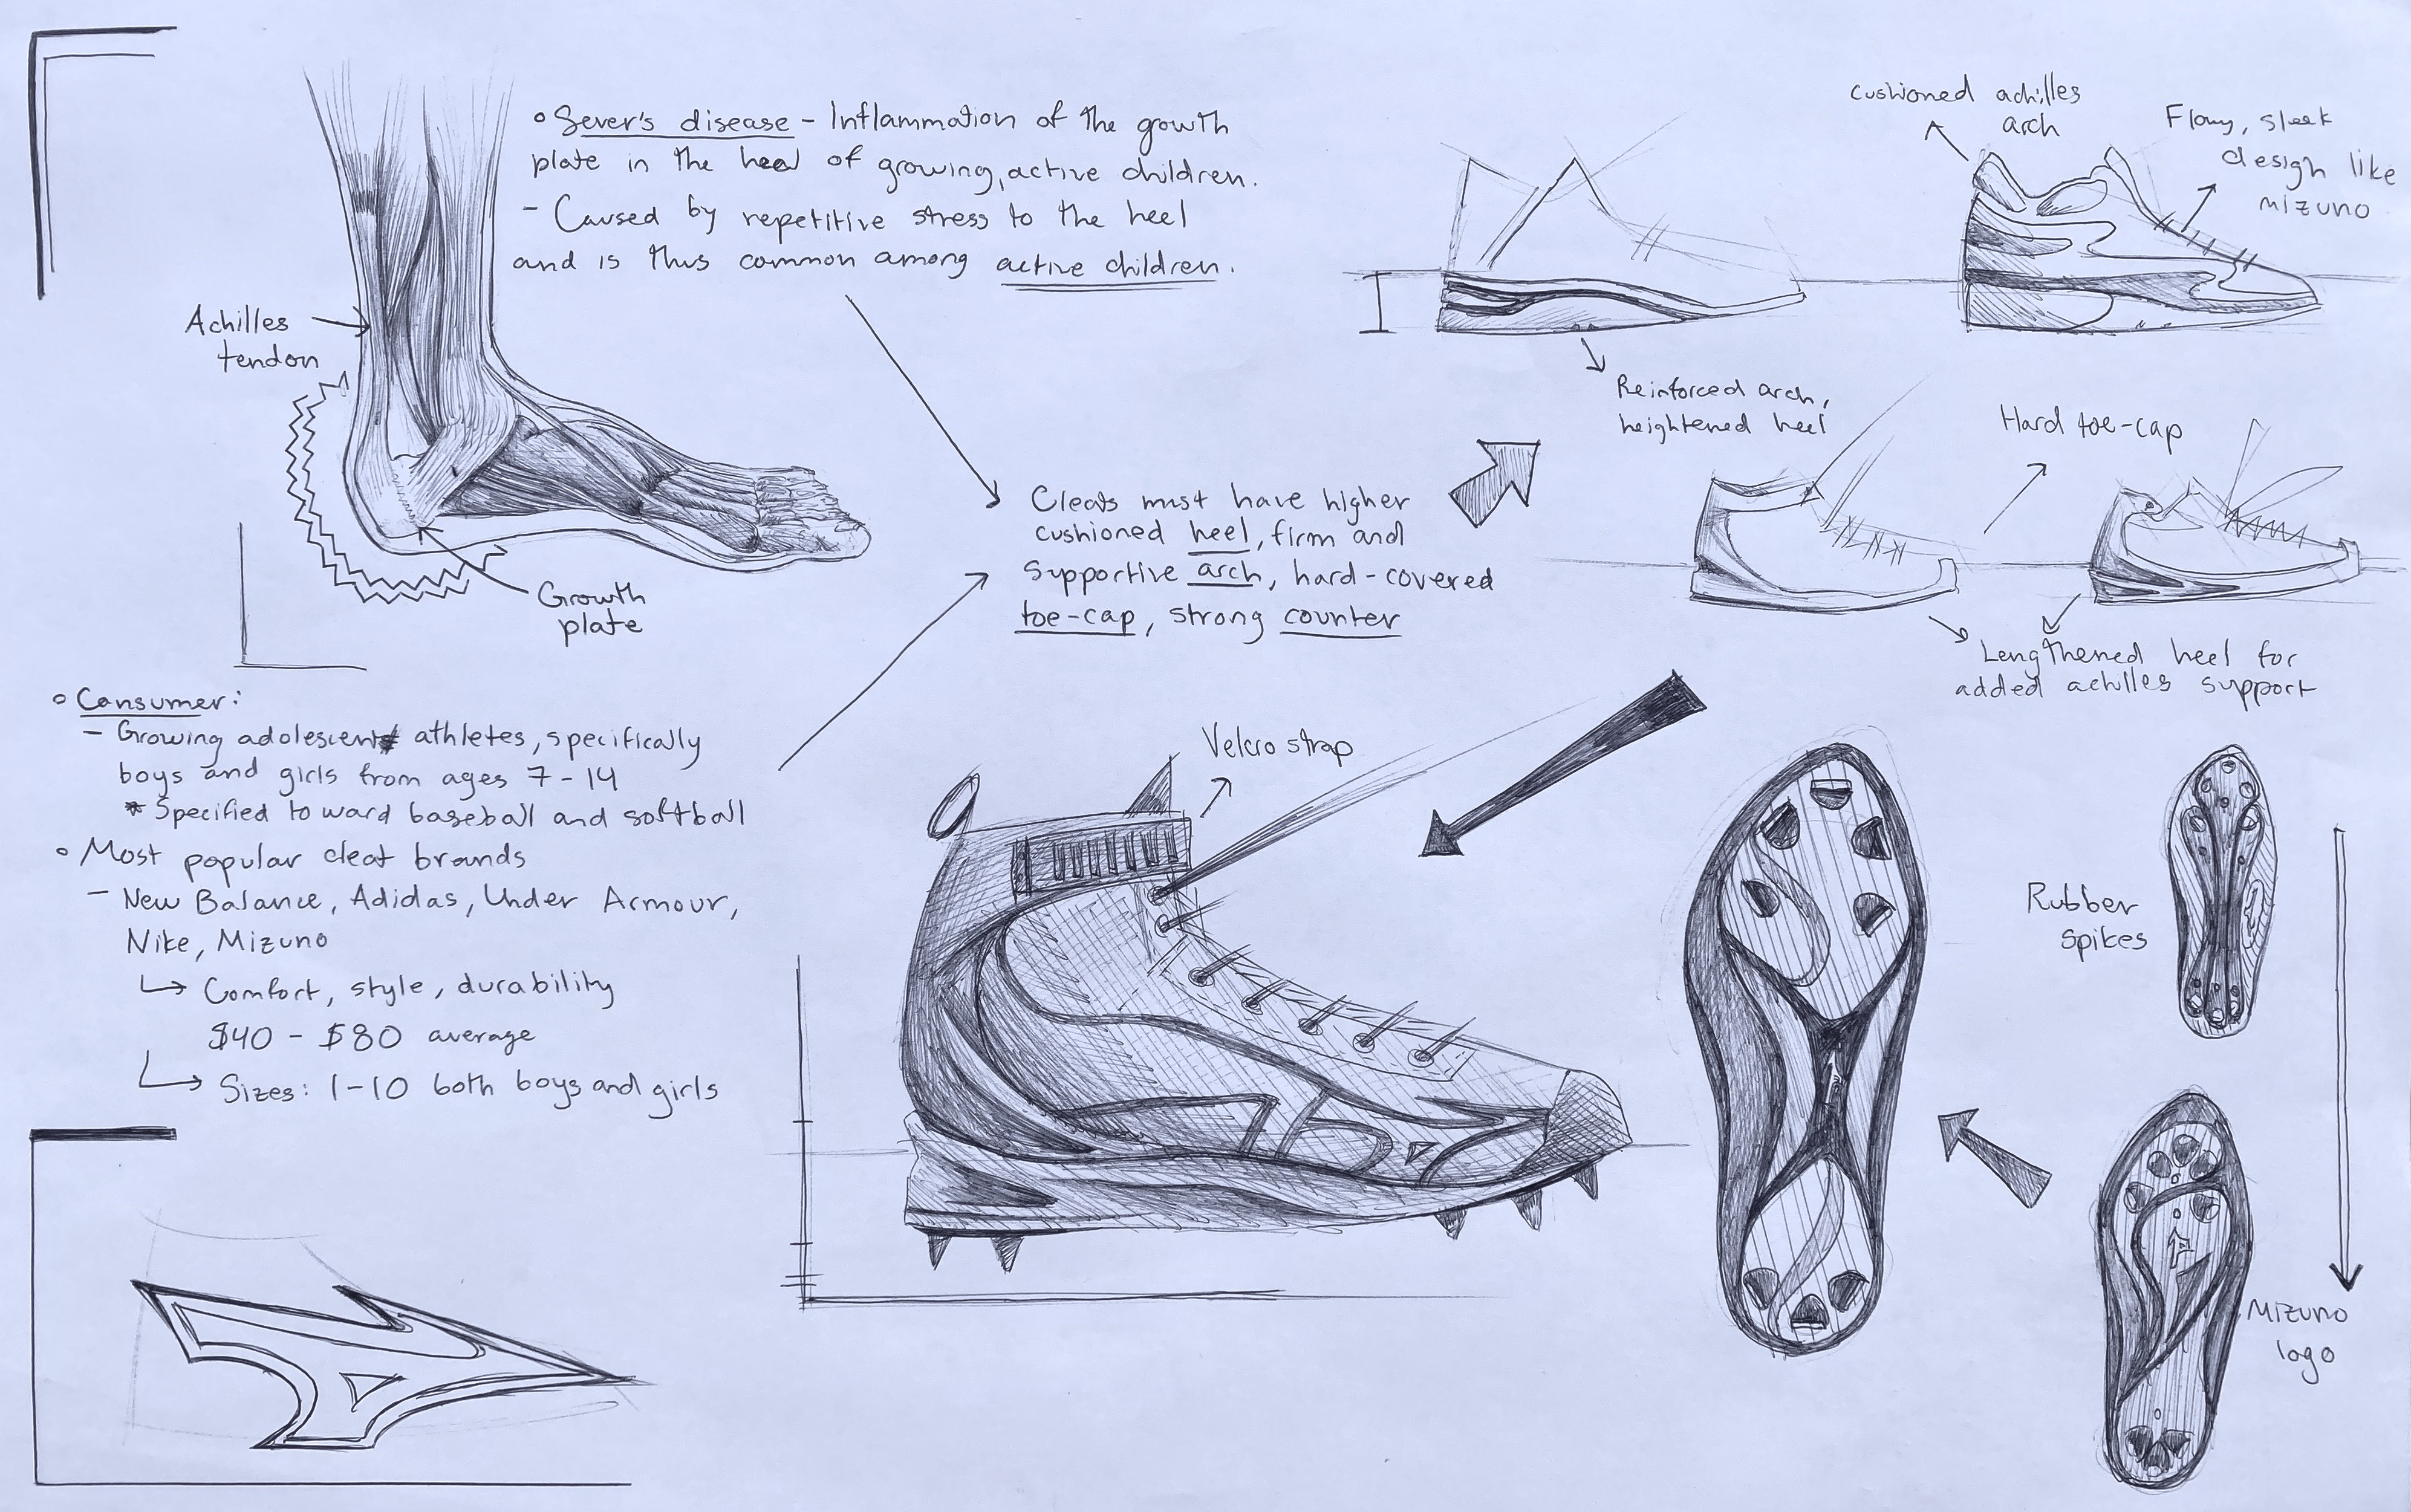 ° Sever's disease - Inflammation of the growth
plate in the heel of growing, active children.
- Caused by repetitive stress to the heel
and is thus common among active children.
Achilles
tendon
Growth
plate
cushioned achilles
arch
Flowy, sleek
design like
mizuno
Reinforced arch,
heightened heel
Hard toe-cap
Lengthened heel for
added achilles support
Cleats must have higher
cushioned heel, firm and
supportive arch, hard-covered
toe-cap, strong counter
° Consumer:
- Growing adolescent athletes, specifically
boys and girls from ages 7-14
* Specified toward baseball and softball
° Most popular cleat brands
- New Balance, Adidas, Under Armour,
Nike, Mizuno
↳ Comfort, style, durability
$40 - $80 average
↳ Sizes: 1-10 both boys and girls
Velcro strap
Rubber
spikes
Mizuno
logo